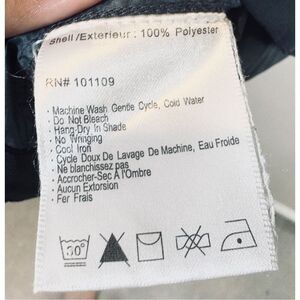 Shell/Exterieur: 100% Polyester
RN# 101109
• Machine Wash Gentle Cycle, Cold Water
• Do Not Bleach
• Hang-Dry In Shade
• No Wringing
• Cool Iron
Cycle Doux De Lavage De Machine, Eau Froide
• Ne blanchissez pas
• Accrocher-Sec A l'Ombre
• Aucun Extorsion
• Fer Frais
30°